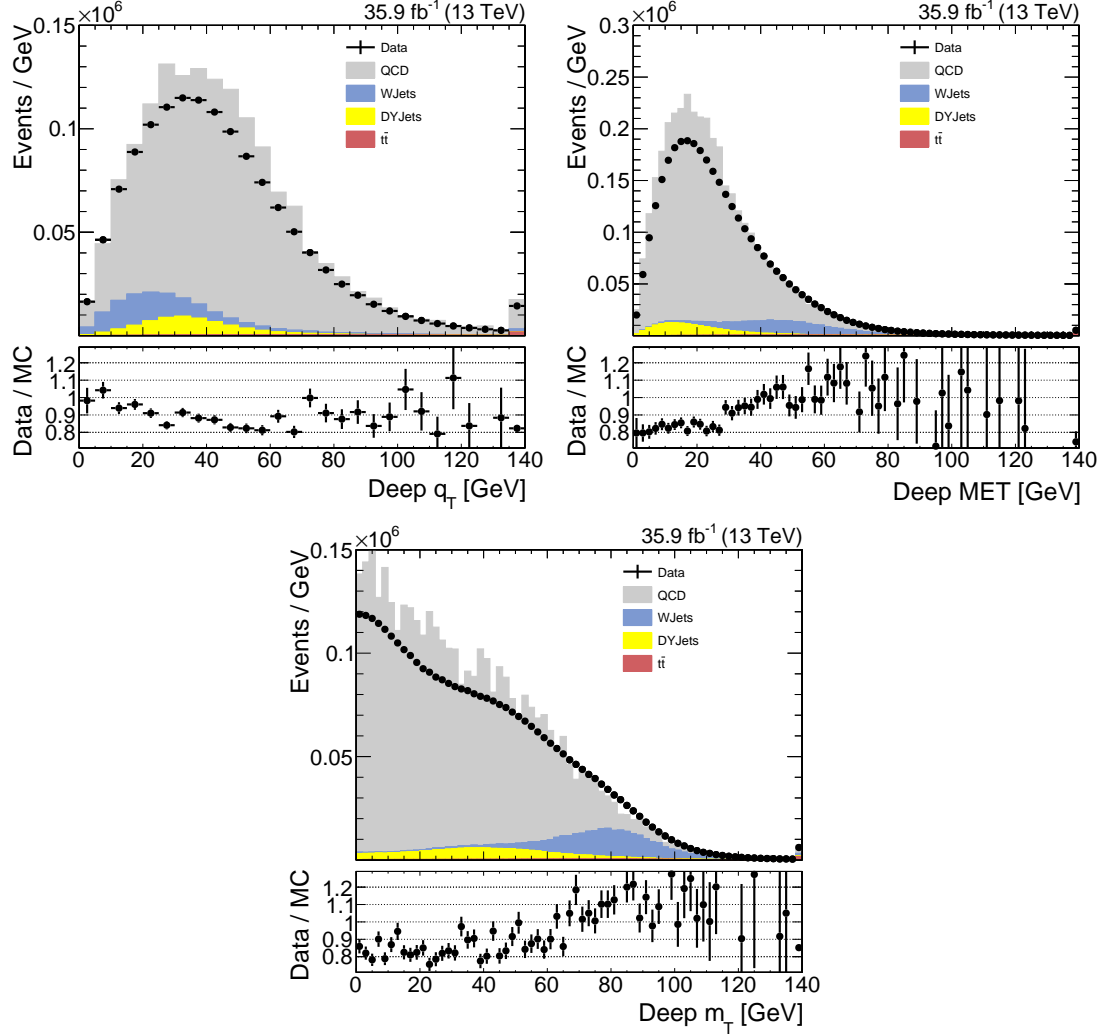 ×10⁶
35.9 fb⁻¹ (13 TeV)
Events / GeV
0.15
0.1
0.05
Data
QCD
WJets
DYJets
tt̄
Data / MC
1.2
1.1
1
0.9
0.8
0 20 40 60 80 100 120 140
Deep q_T [GeV]
×10⁶
35.9 fb⁻¹ (13 TeV)
Events / GeV
0.3
0.25
0.2
0.15
0.1
0.05
Data
QCD
WJets
DYJets
tt̄
Data / MC
1.2
1.1
1
0.9
0.8
0 20 40 60 80 100 120 140
Deep MET [GeV]
×10⁶
35.9 fb⁻¹ (13 TeV)
Events / GeV
0.15
0.1
0.05
Data
QCD
WJets
DYJets
tt̄
Data / MC
1.2
1.1
1
0.9
0.8
0 20 40 60 80 100 120 140
Deep m_T [GeV]